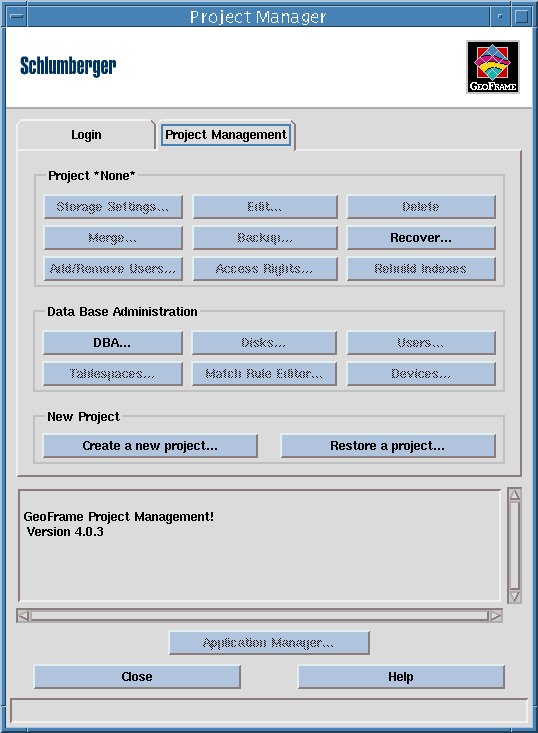 Project Manager
Schlumberger
GEOFRAME
Login
Project Management
Project *None*
Storage Settings...
Edit...
Delete
Merge...
Backup...
Recover...
Add/Remove Users...
Access Rights...
Rebuild Indexes
Data Base Administration
DBA...
Disks...
Users...
Tablespaces...
Match Rule Editor...
Devices...
New Project
Create a new project...
Restore a project...
GeoFrame Project Management!
Version 4.0.3
Application Manager...
Close
Help